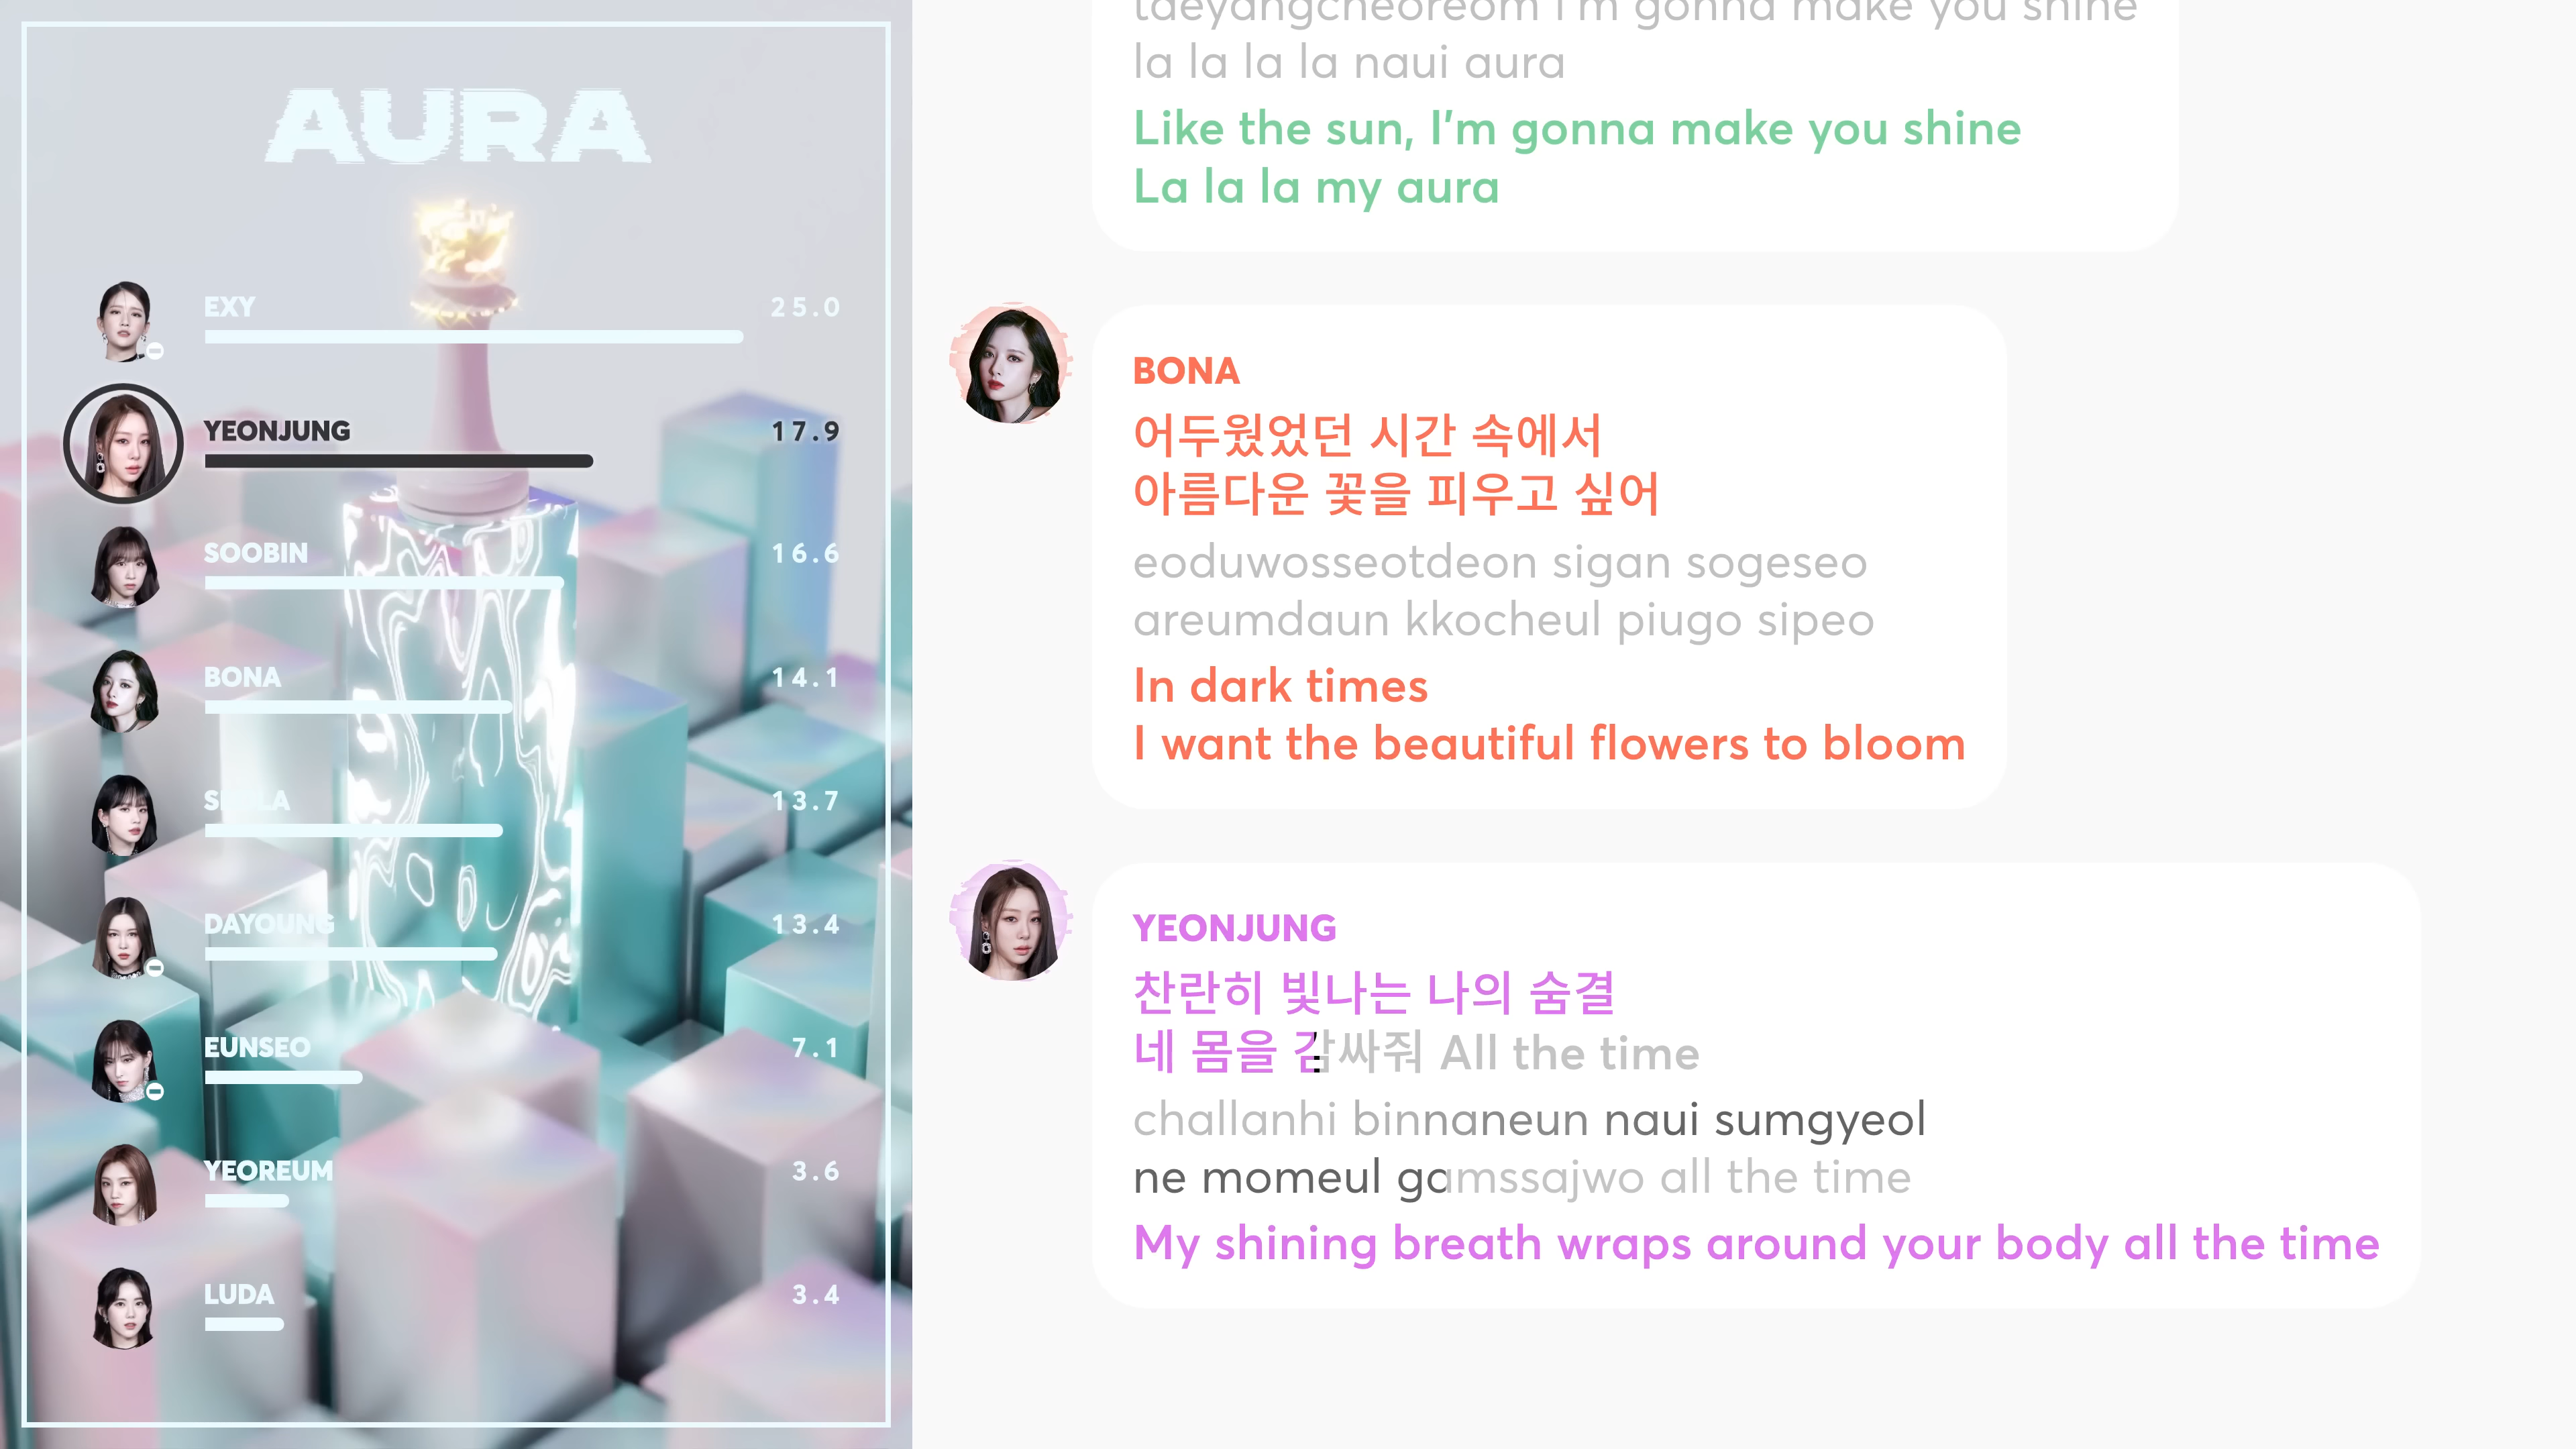 AURA
EXY 25.0
YEONJUNG 17.9
SOOBIN 16.6
BONA 14.1
13.7
DAYOUNG 13.4
EUNSEO 7.1
YEOREUM 3.6
LUDA 3.4
taeyangcheoreom I'm gonna make you shine
la la la la naui aura
Like the sun, I'm gonna make you shine
La la la my aura
BONA
어두웠었던 시간 속에서
아름다운 꽃을 피우고 싶어
eoduwosseotdeon sigan sogeseo
areumdaun kkocheul piugo sipeo
In dark times
I want the beautiful flowers to bloom
YEONJUNG
찬란히 빛나는 나의 숨결
네 몸을 감싸줘 All the time
challanhi binnaneun naui sumgyeol
ne momeul gamssajwo all the time
My shining breath wraps around your body all the time